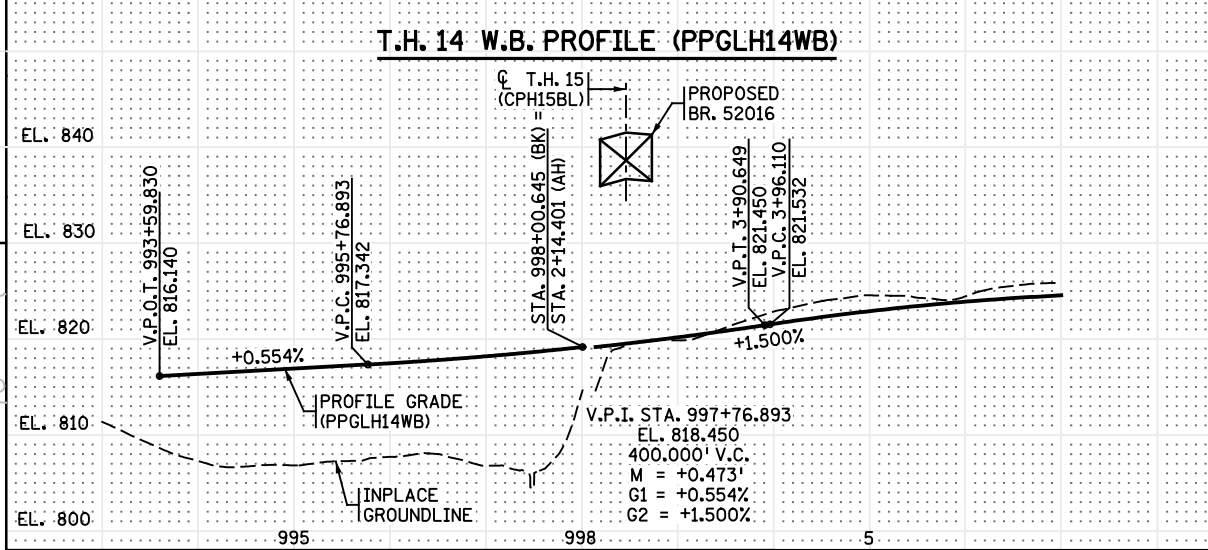 T.H. 14 W.B. PROFILE (PPGLH14WB)
℄ T.H. 15
(CPH15BL)
PROPOSED
BR. 52016
EL. 840
EL. 830
EL. 820
EL. 810
EL. 800
V.P.O.T. 993+59.830
EL. 816.140
V.P.C. 995+76.893
EL. 817.342
STA. 998+00.645 (BK) =
STA. 2+14.401 (AH)
V.P.T. 3+90.649
EL. 821.450
V.P.C. 3+96.110
EL. 821.532
+0.554%
+1.500%
PROFILE GRADE
(PPGLH14WB)
INPLACE
GROUNDLINE
V.P.I. STA. 997+76.893
EL. 818.450
400.000' V.C.
M = +0.473'
G1 = +0.554%
G2 = +1.500%
995
998
5